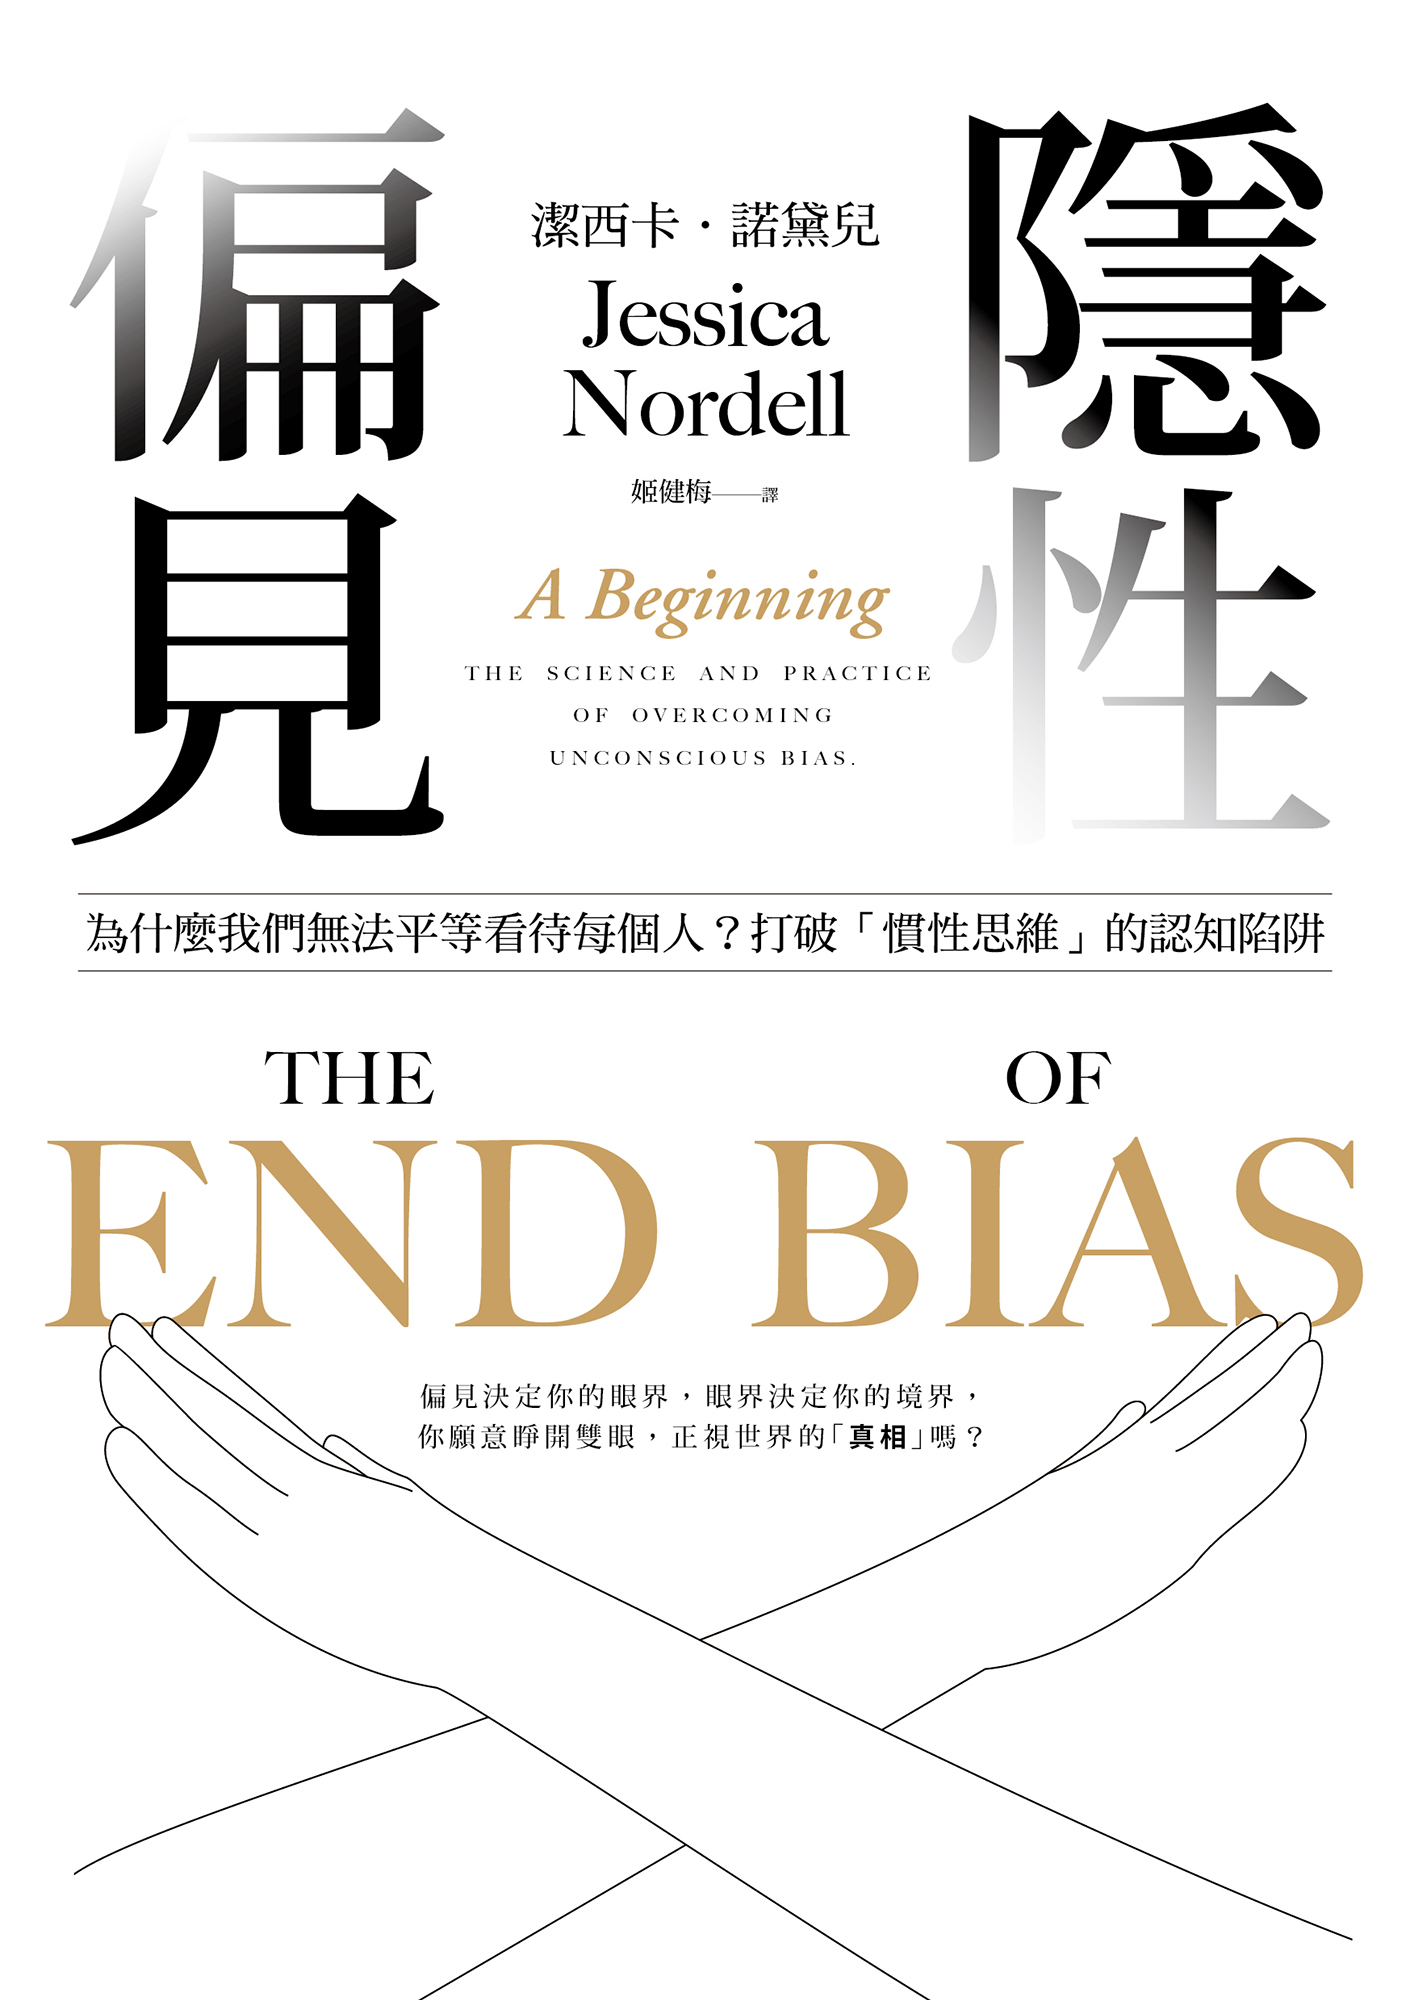 隱性
偏見
潔西卡・諾黛兒
Jessica
Nordell
姬健梅——譯
A Beginning
THE SCIENCE AND PRACTICE
OF OVERCOMING
UNCONSCIOUS BIAS.
為什麼我們無法平等看待每個人？打破「慣性思維」的認知陷阱
THE OF
END BIAS
偏見決定你的眼界，眼界決定你的境界，
你願意睜開雙眼，正視世界的「真相」嗎？